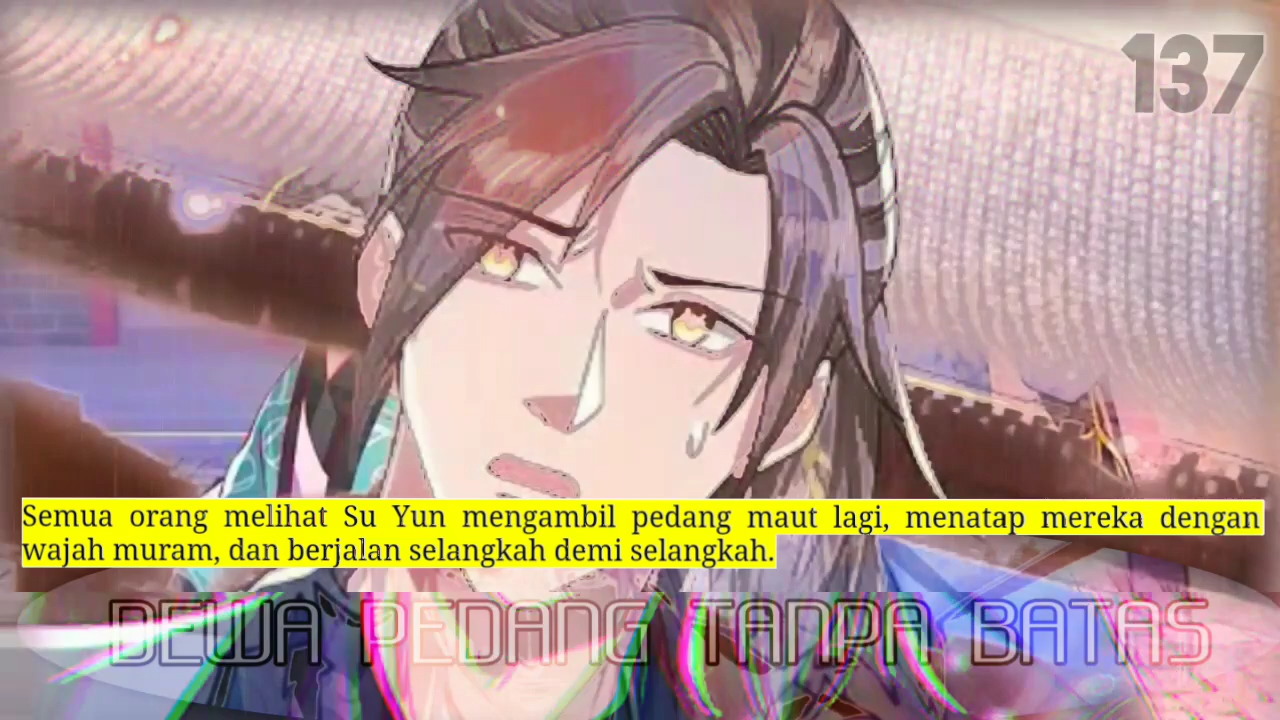 137
Semua orang melihat Su Yun mengambil pedang maut lagi, menatap mereka dengan
wajah muram, dan berjalan selangkah demi selangkah.
DEWA PEDANG TANPA BATAS